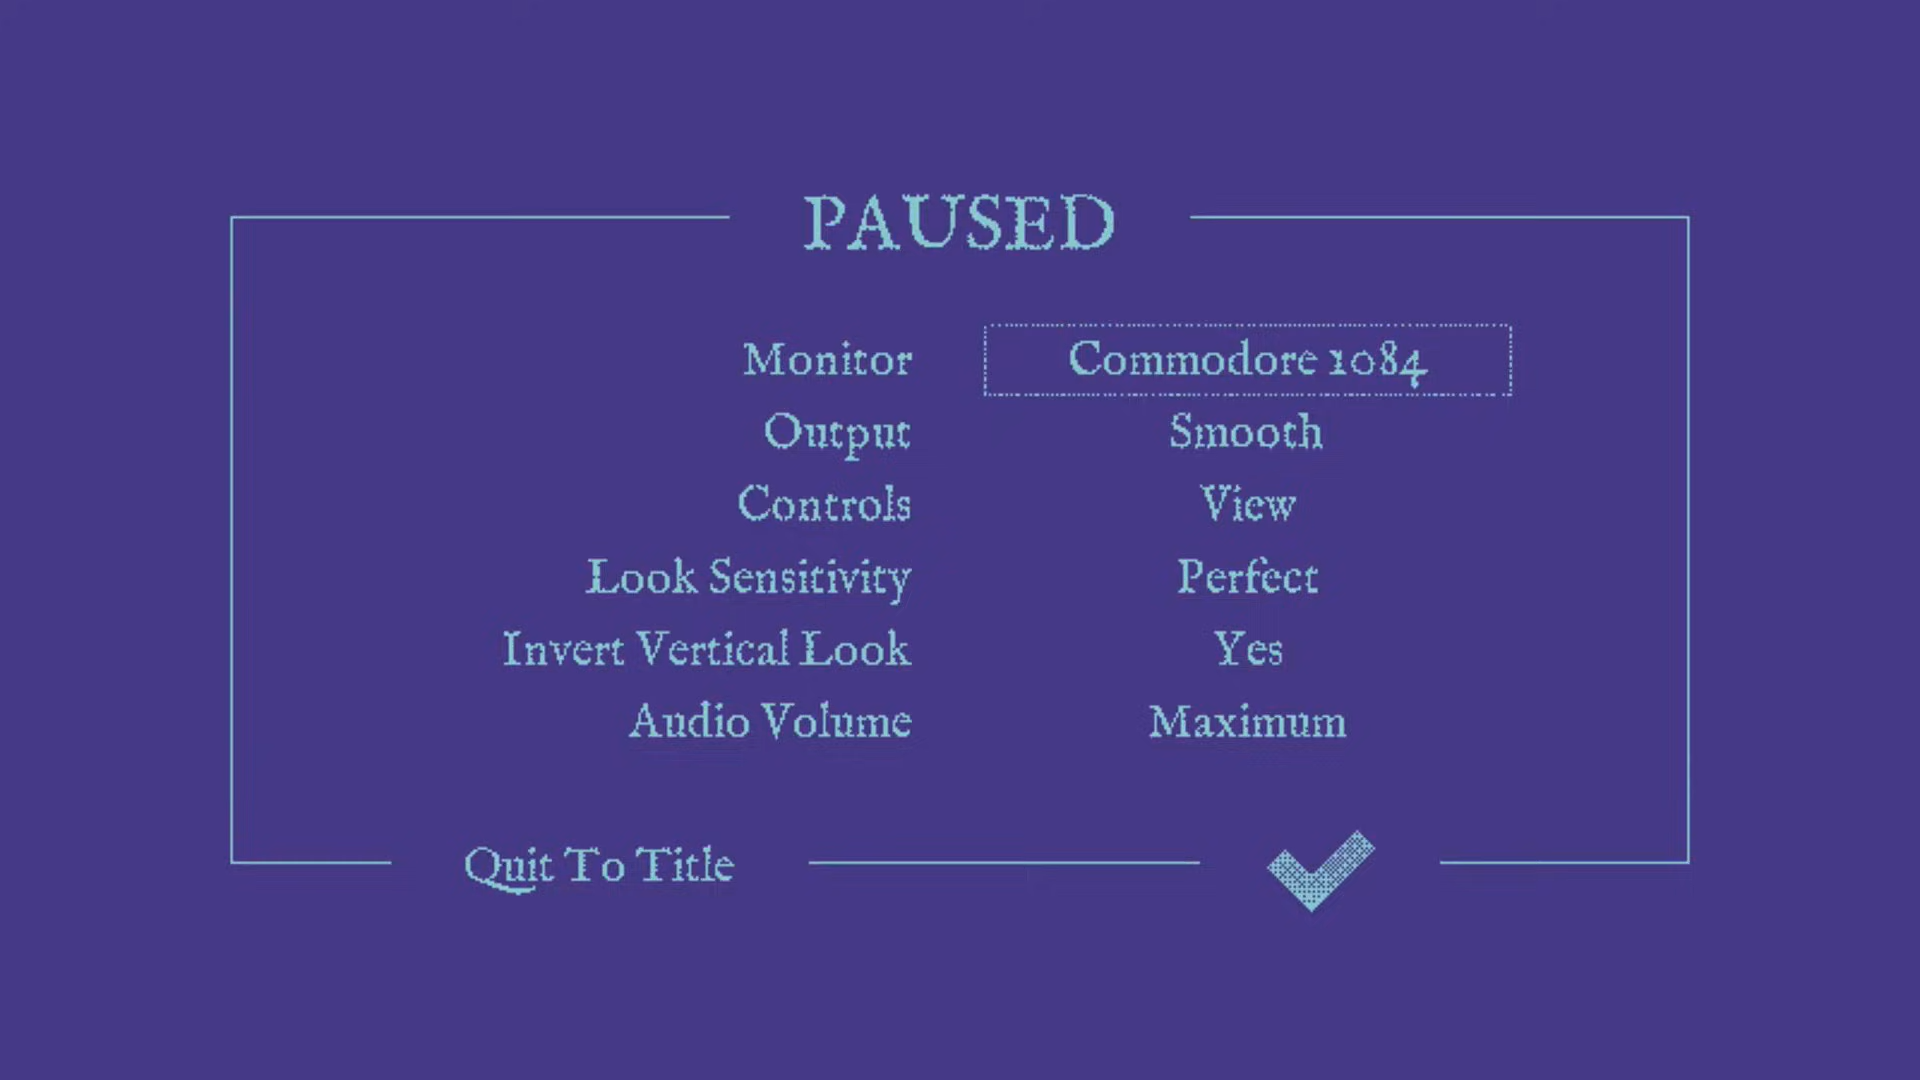 PAUSED
Monitor Commodore 1084
Output Smooth
Controls View
Look Sensitivity Perfect
Invert Vertical Look Yes
Audio Volume Maximum
Quit To Title